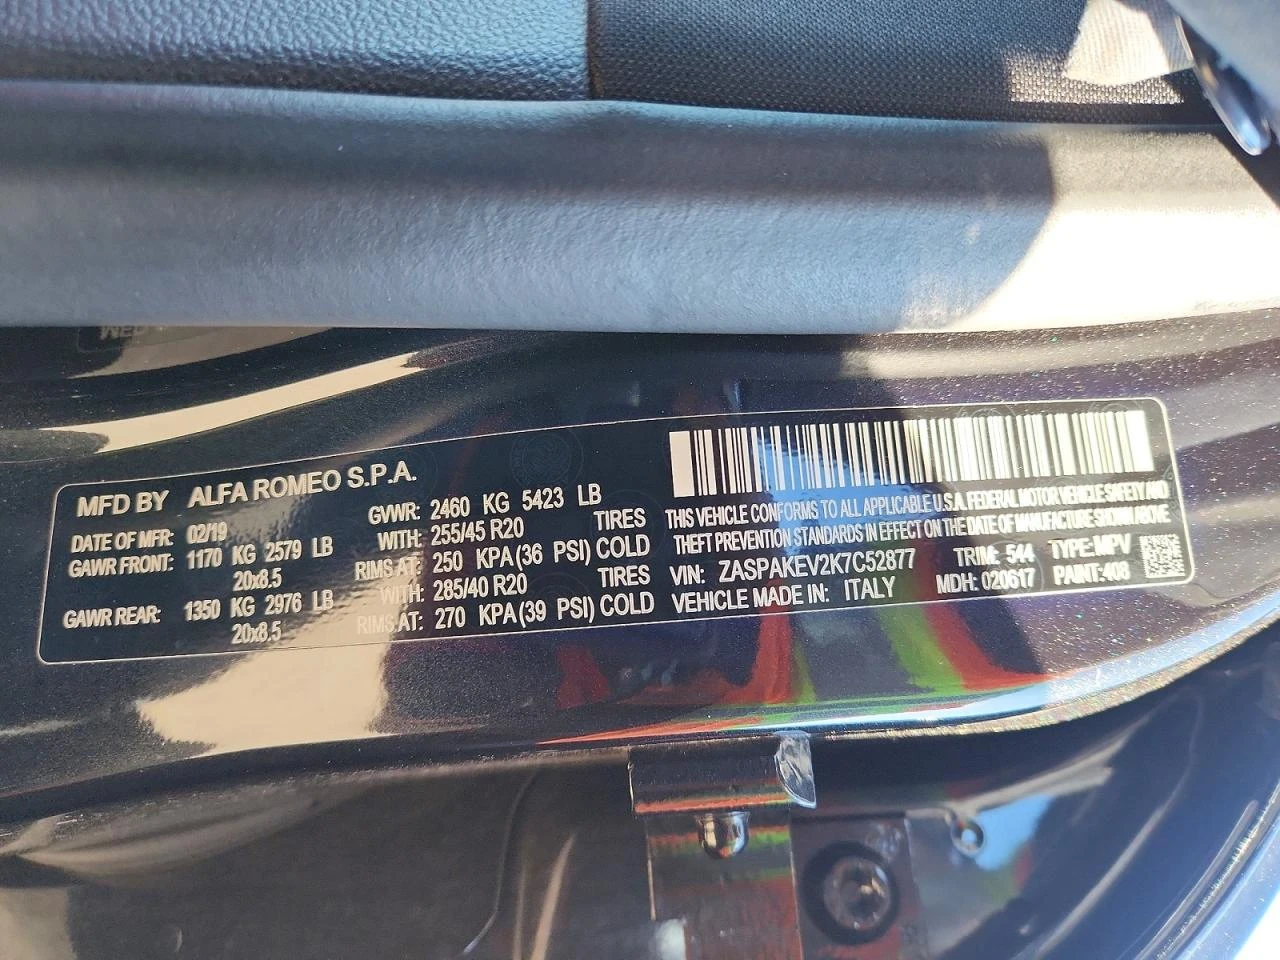 MFD BY ALFA ROMEO S.P.A.
DATE OF MFR: 02/19 GVWR: 2460 KG 5423 LB
GAWR FRONT: 1170 KG 2579 LB WITH: 255/45 R20 TIRES
20x8.5 RIMS AT: 250 KPA(36 PSI) COLD
GAWR REAR: 1350 KG 2976 LB WITH: 285/40 R20 TIRES
20x8.5 RIMS AT: 270 KPA(39 PSI) COLD
THIS VEHICLE CONFORMS TO ALL APPLICABLE U.S.A. FEDERAL MOTOR VEHICLE SAFETY AND
THEFT PREVENTION STANDARDS IN EFFECT ON THE DATE OF MANUFACTURE SHOWN ABOVE
VIN: ZASPAKEV2K7C52877 TRIM: 544 TYPE: MPV
VEHICLE MADE IN: ITALY MDH: 020617 PAINT: 408